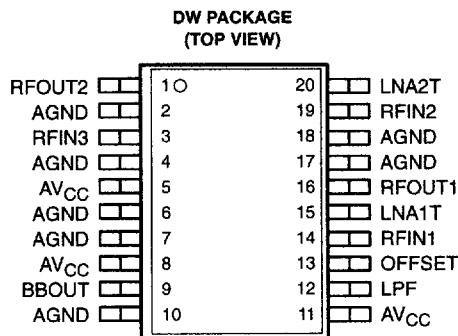 DW PACKAGE
(TOP VIEW)
RFOUT2 1 20 LNA2T
AGND 2 19 RFIN2
RFIN3 3 18 AGND
AGND 4 17 AGND
AVCC 5 16 RFOUT1
AGND 6 15 LNA1T
AGND 7 14 RFIN1
AVCC 8 13 OFFSET
BBOUT 9 12 LPF
AGND 10 11 AVCC